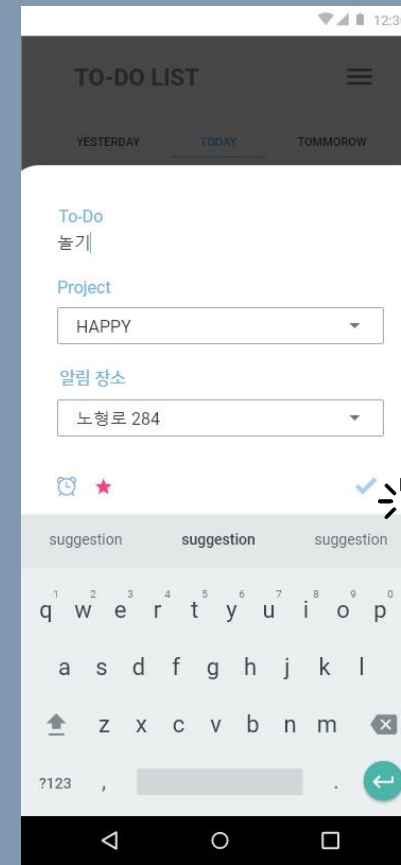 12:3
TO-DO LIST
YESTERDAY TODAY TOMMOROW
To-Do
놀기
Project
HAPPY
알림 장소
노형로 284
suggestion suggestion suggestion
1 2 3 4 5 6 7 8 9 0
q w e r t y u i o p
a s d f g h j k l
z x c v b n m
?123 , .